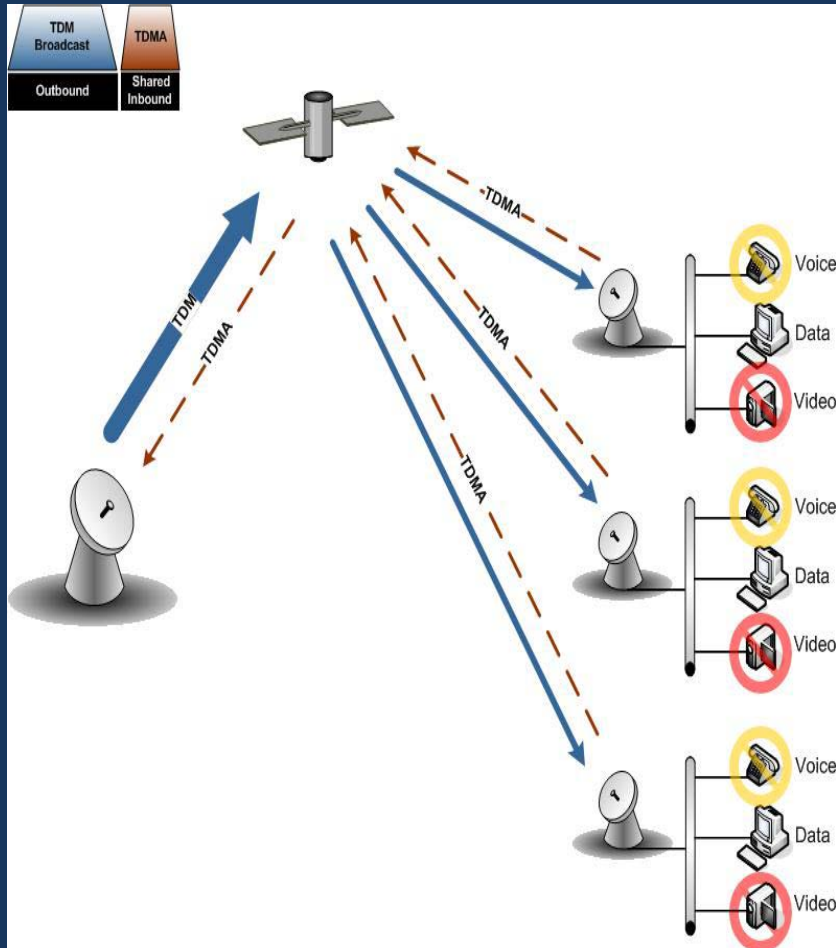 TDM
Broadcast
TDMA
Outbound
Shared
Inbound
TDMA
TDM
TDMA
TDMA
TDMA
Voice
Data
Video
Voice
Data
Video
Voice
Data
Video